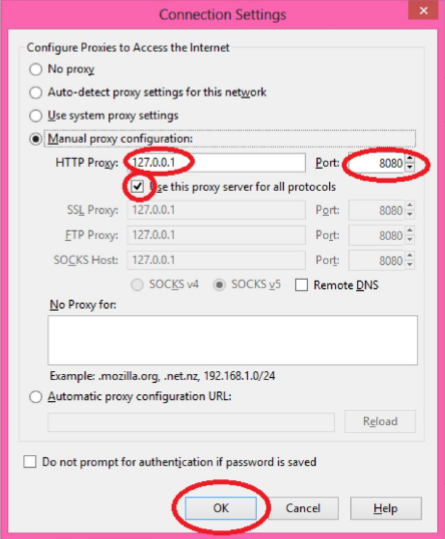 Connection Settings
Configure Proxies to Access the Internet
No proxy
Auto-detect proxy settings for this network
Use system proxy settings
Manual proxy configuration:
HTTP Proxy: 127.0.0.1 Port: 8080
Use this proxy server for all protocols
SSL Proxy: 127.0.0.1 Port: 8080
FTP Proxy: 127.0.0.1 Port: 8080
SOCKS Host: 127.0.0.1 Port: 8080
SOCKS v4 SOCKS v5 Remote DNS
No Proxy for:
Example: .mozilla.org, .net.nz, 192.168.1.0/24
Automatic proxy configuration URL:
Reload
Do not prompt for authentication if password is saved
OK Cancel Help